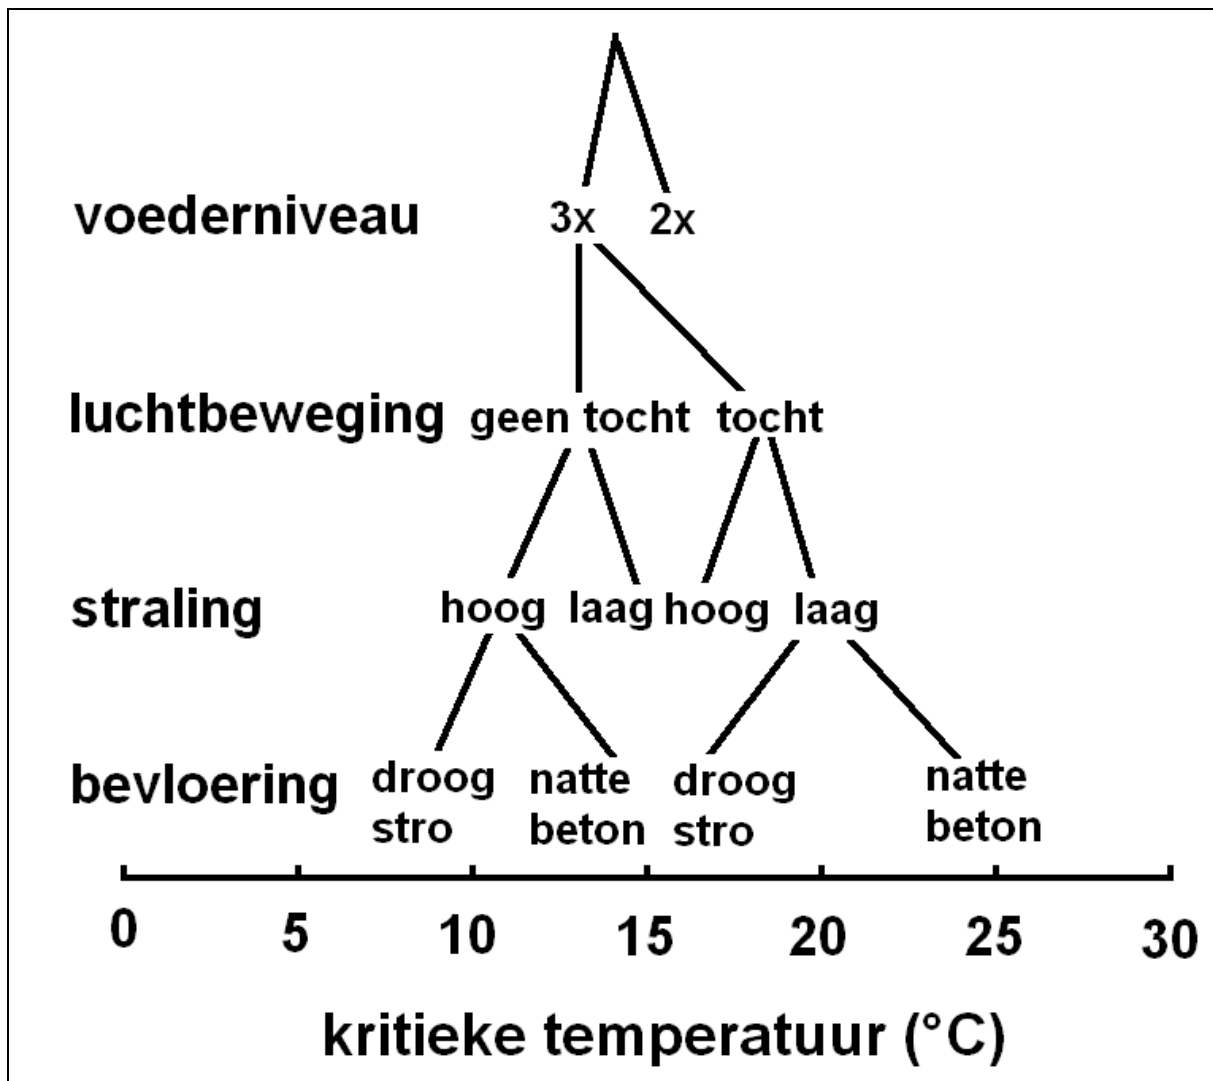 voederniveau 3x 2x
luchtbeweging geen tocht tocht
straling hoog laag hoog laag
bevloering droog natte droog natte
stro beton stro beton
0 5 10 15 20 25 30
kritieke temperatuur (°C)